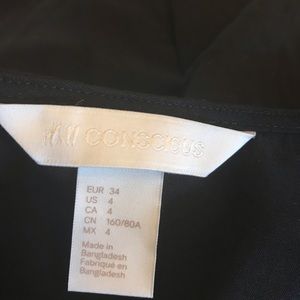 H&M CONSCIOUS
EUR 34
US 4
CA 4
CN 160/80A
MX 4
Made in
Bangladesh
Fabriqué en
Bangladesh